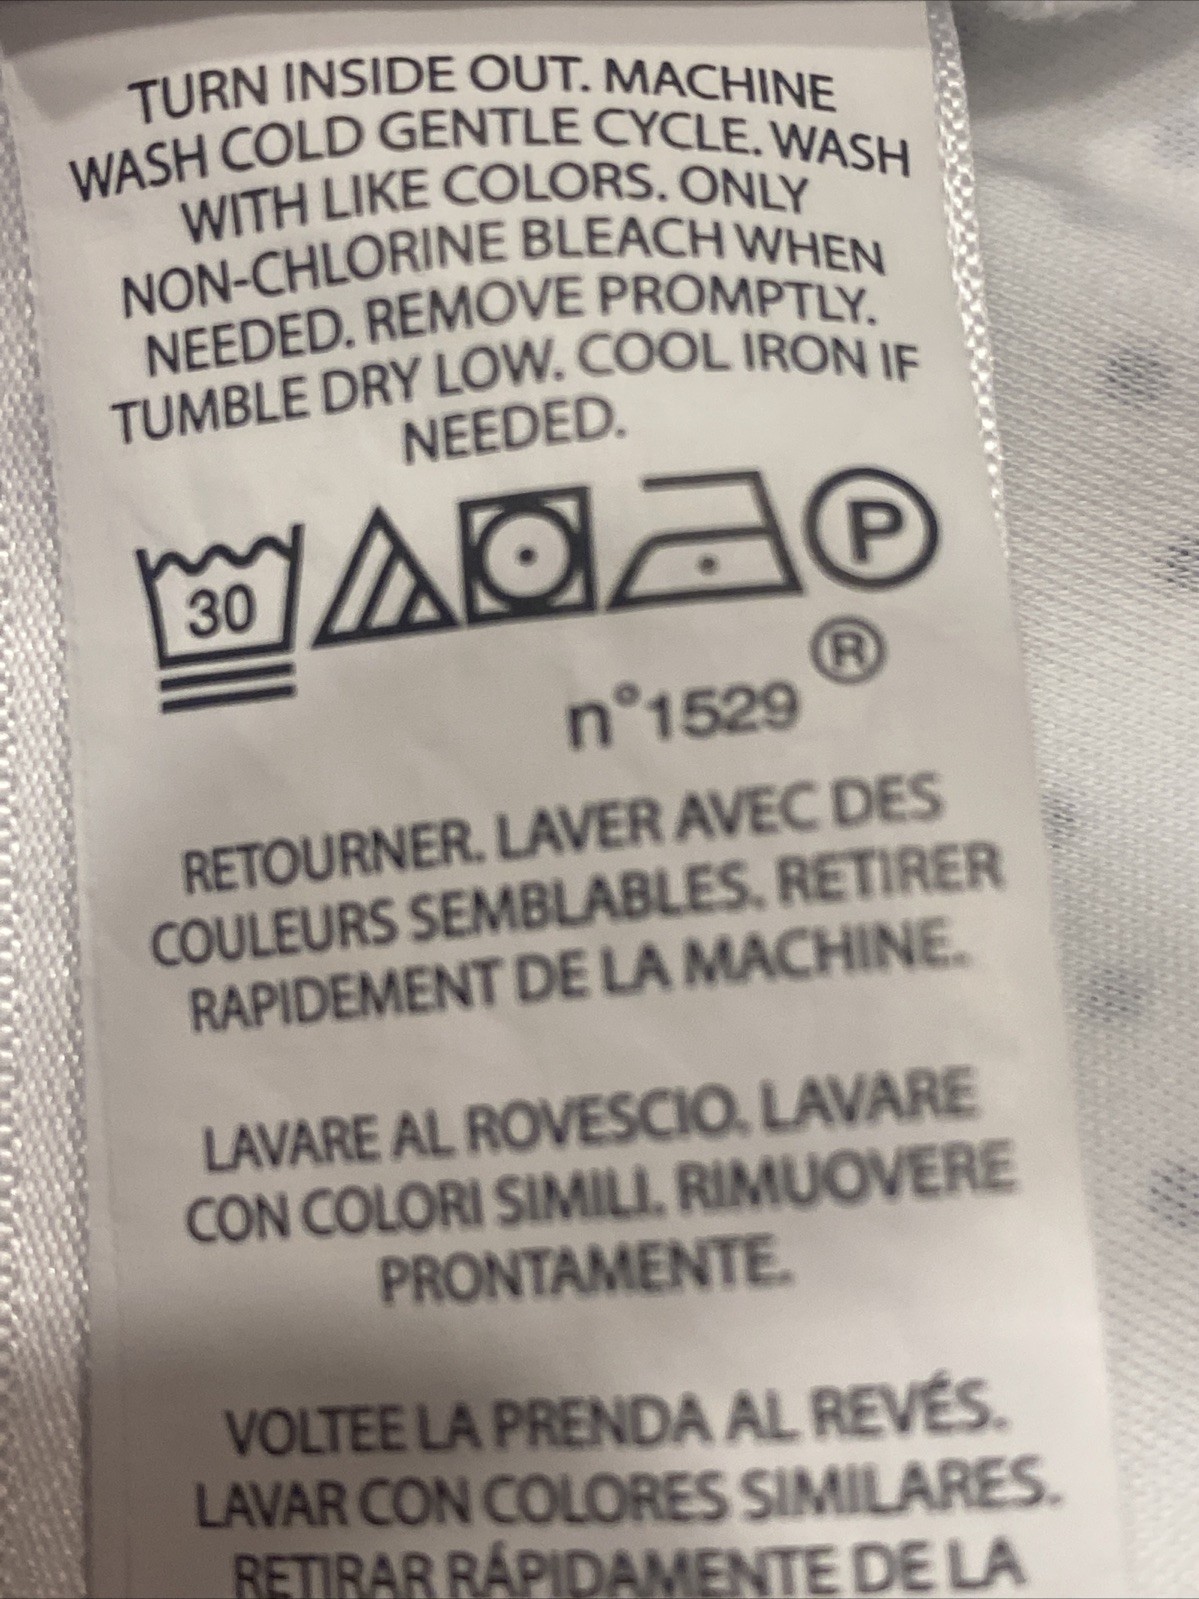 TURN INSIDE OUT. MACHINE
WASH COLD GENTLE CYCLE. WASH
WITH LIKE COLORS. ONLY
NON-CHLORINE BLEACH WHEN
NEEDED. REMOVE PROMPTLY.
TUMBLE DRY LOW. COOL IRON IF
NEEDED.
30 P
®
n°1529
RETOURNER. LAVER AVEC DES
COULEURS SEMBLABLES. RETIRER
RAPIDEMENT DE LA MACHINE.
LAVARE AL ROVESCIO. LAVARE
CON COLORI SIMILI. RIMUOVERE
PRONTAMENTE.
VOLTEE LA PRENDA AL REVÉS.
LAVAR CON COLORES SIMILARES.
RETIRAR RÁPIDAMENTE DE LA